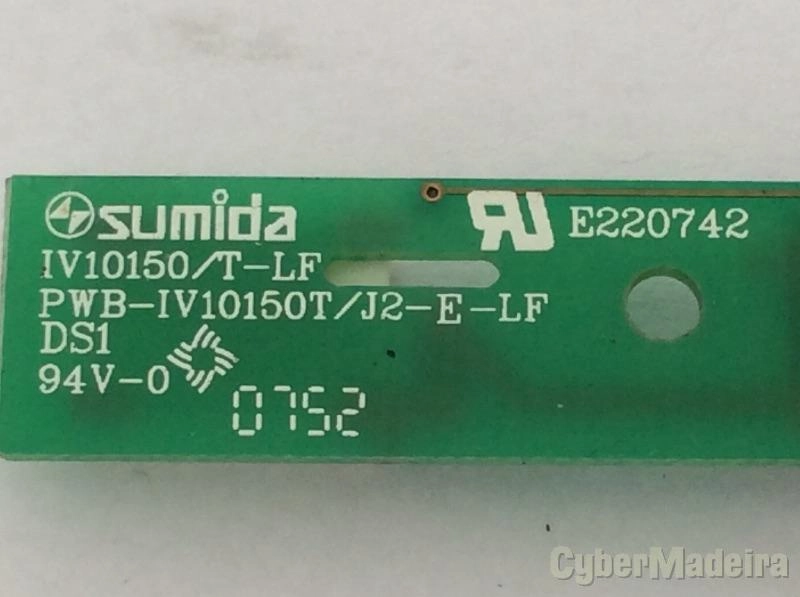 sumida
IV10150/T-LF
PWB-IV10150T/J2-E-LF
DS1
94V-0
0752
E220742
CyberMadeira